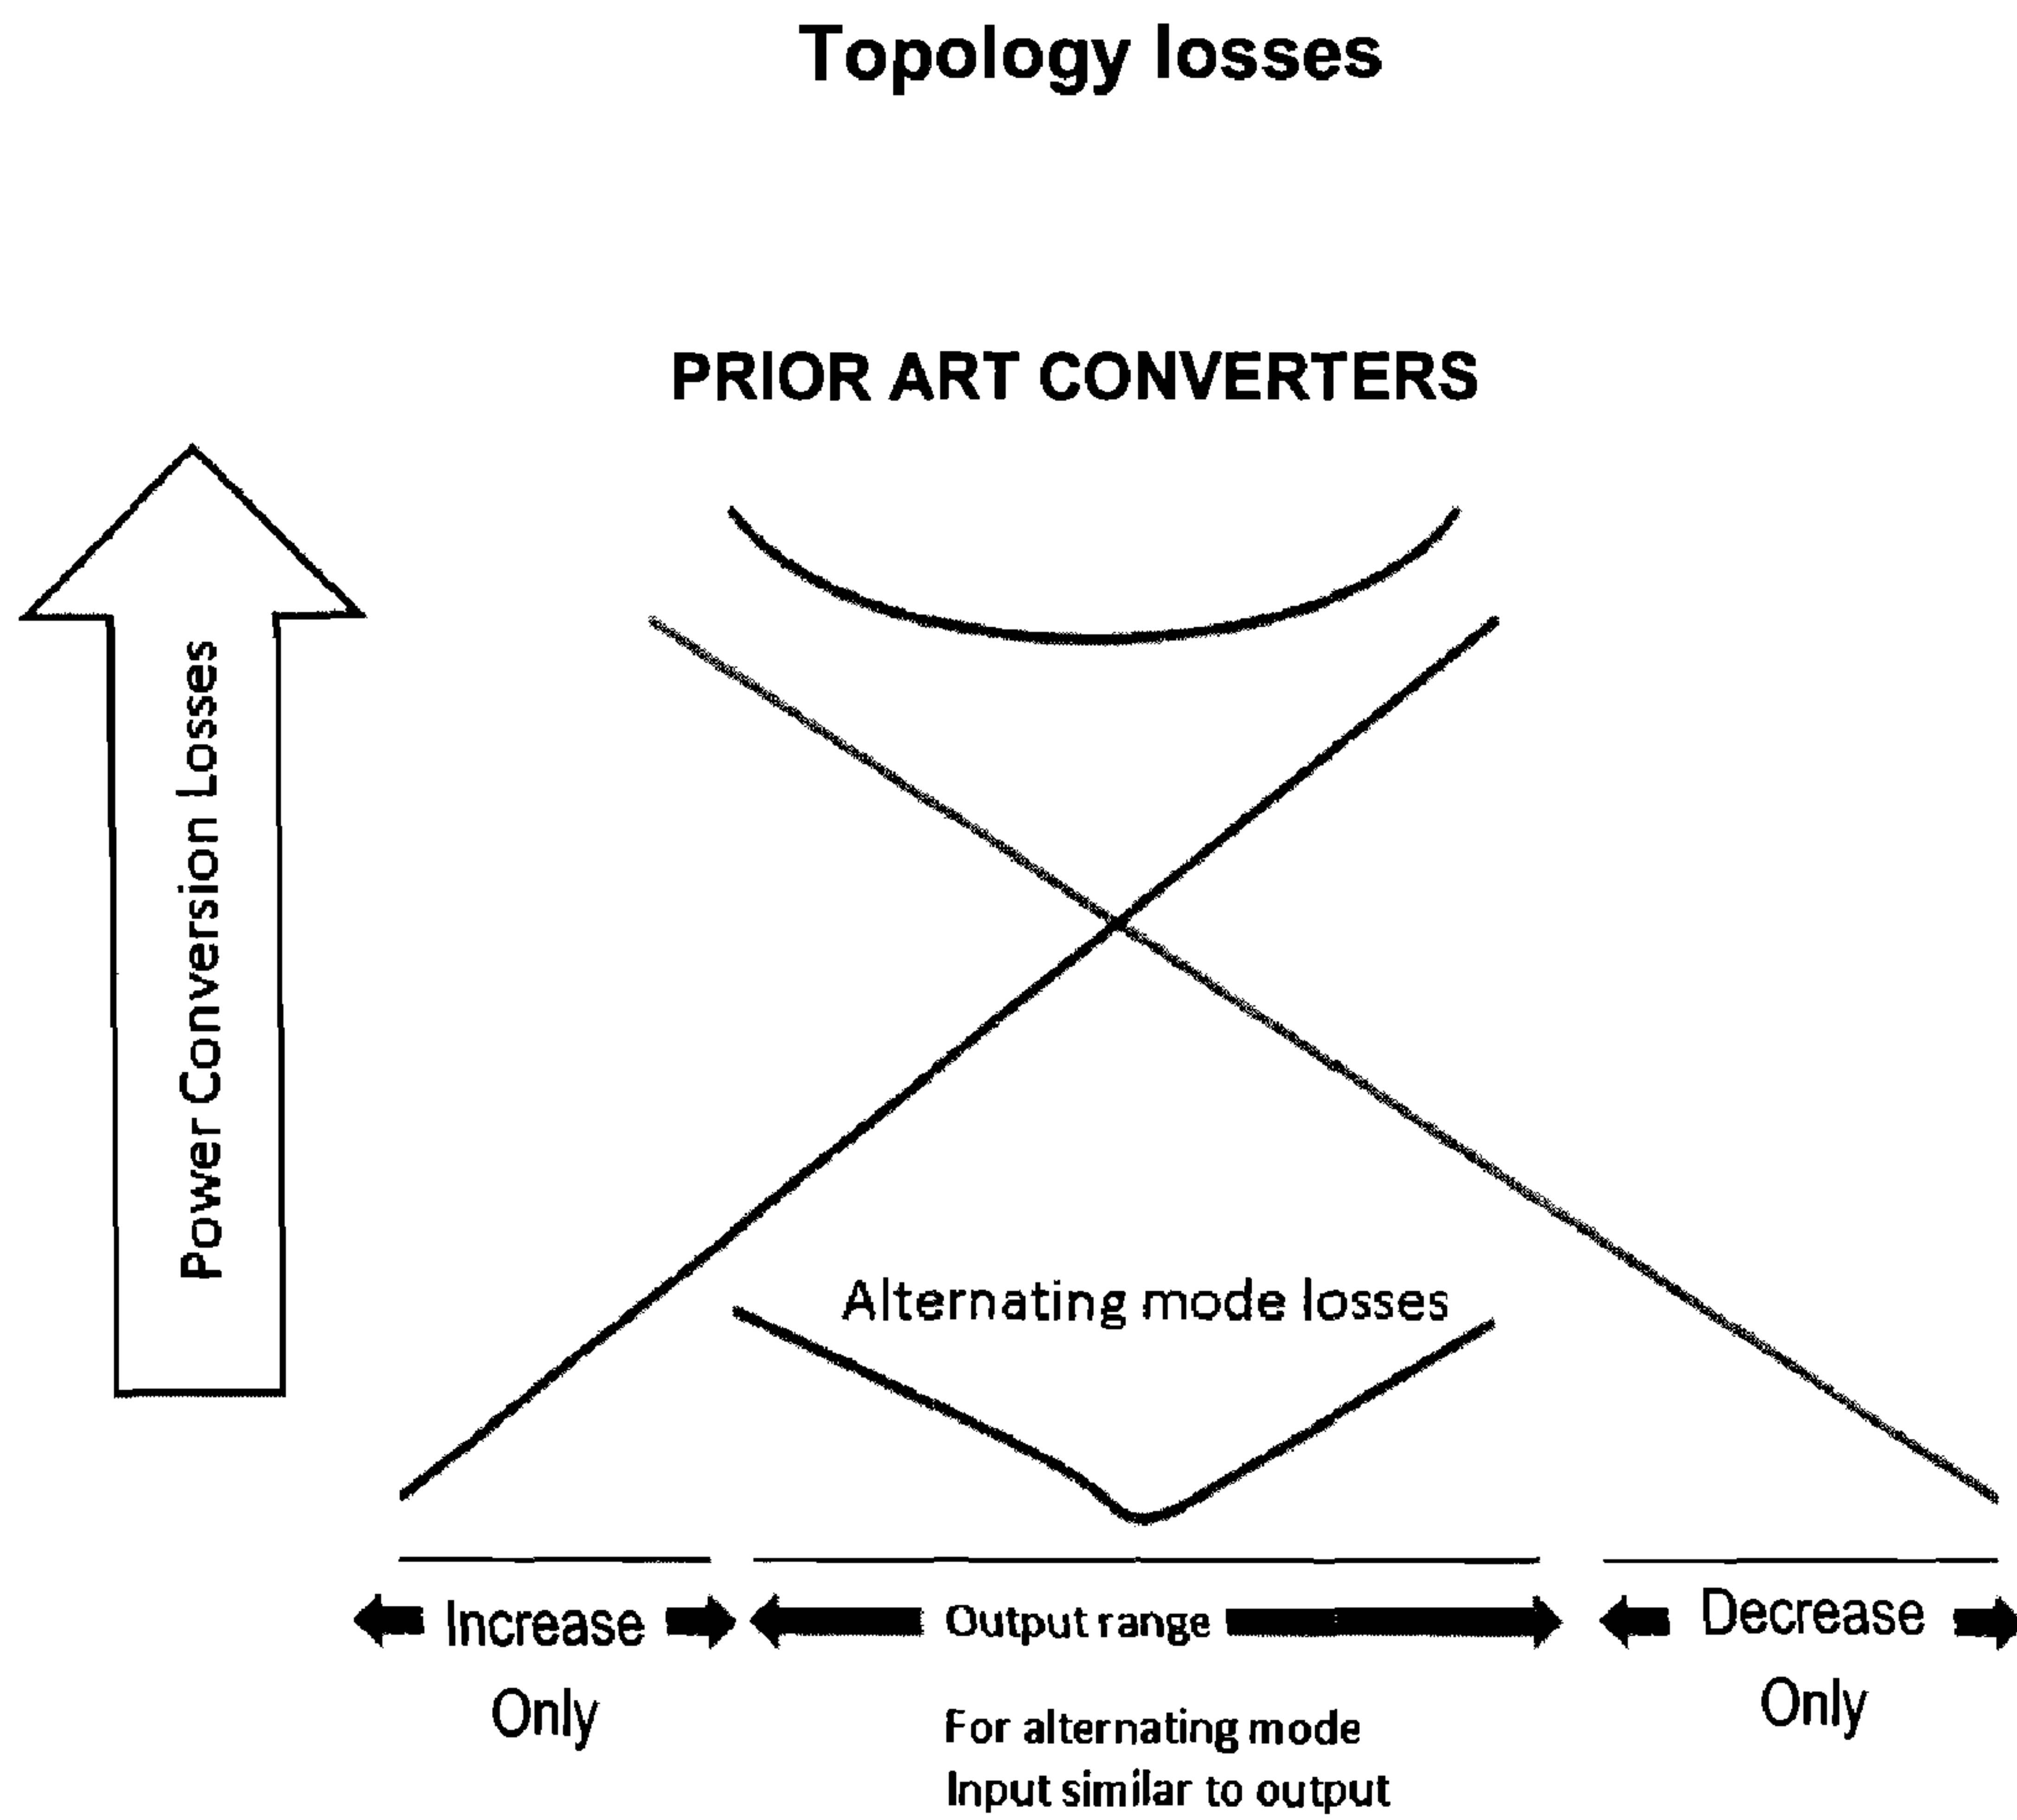 Topology losses
PRIOR ART CONVERTERS
Power Conversion Losses
Alternating mode losses
Increase
Only
Output range
For alternating mode
Input similar to output
Decrease
Only